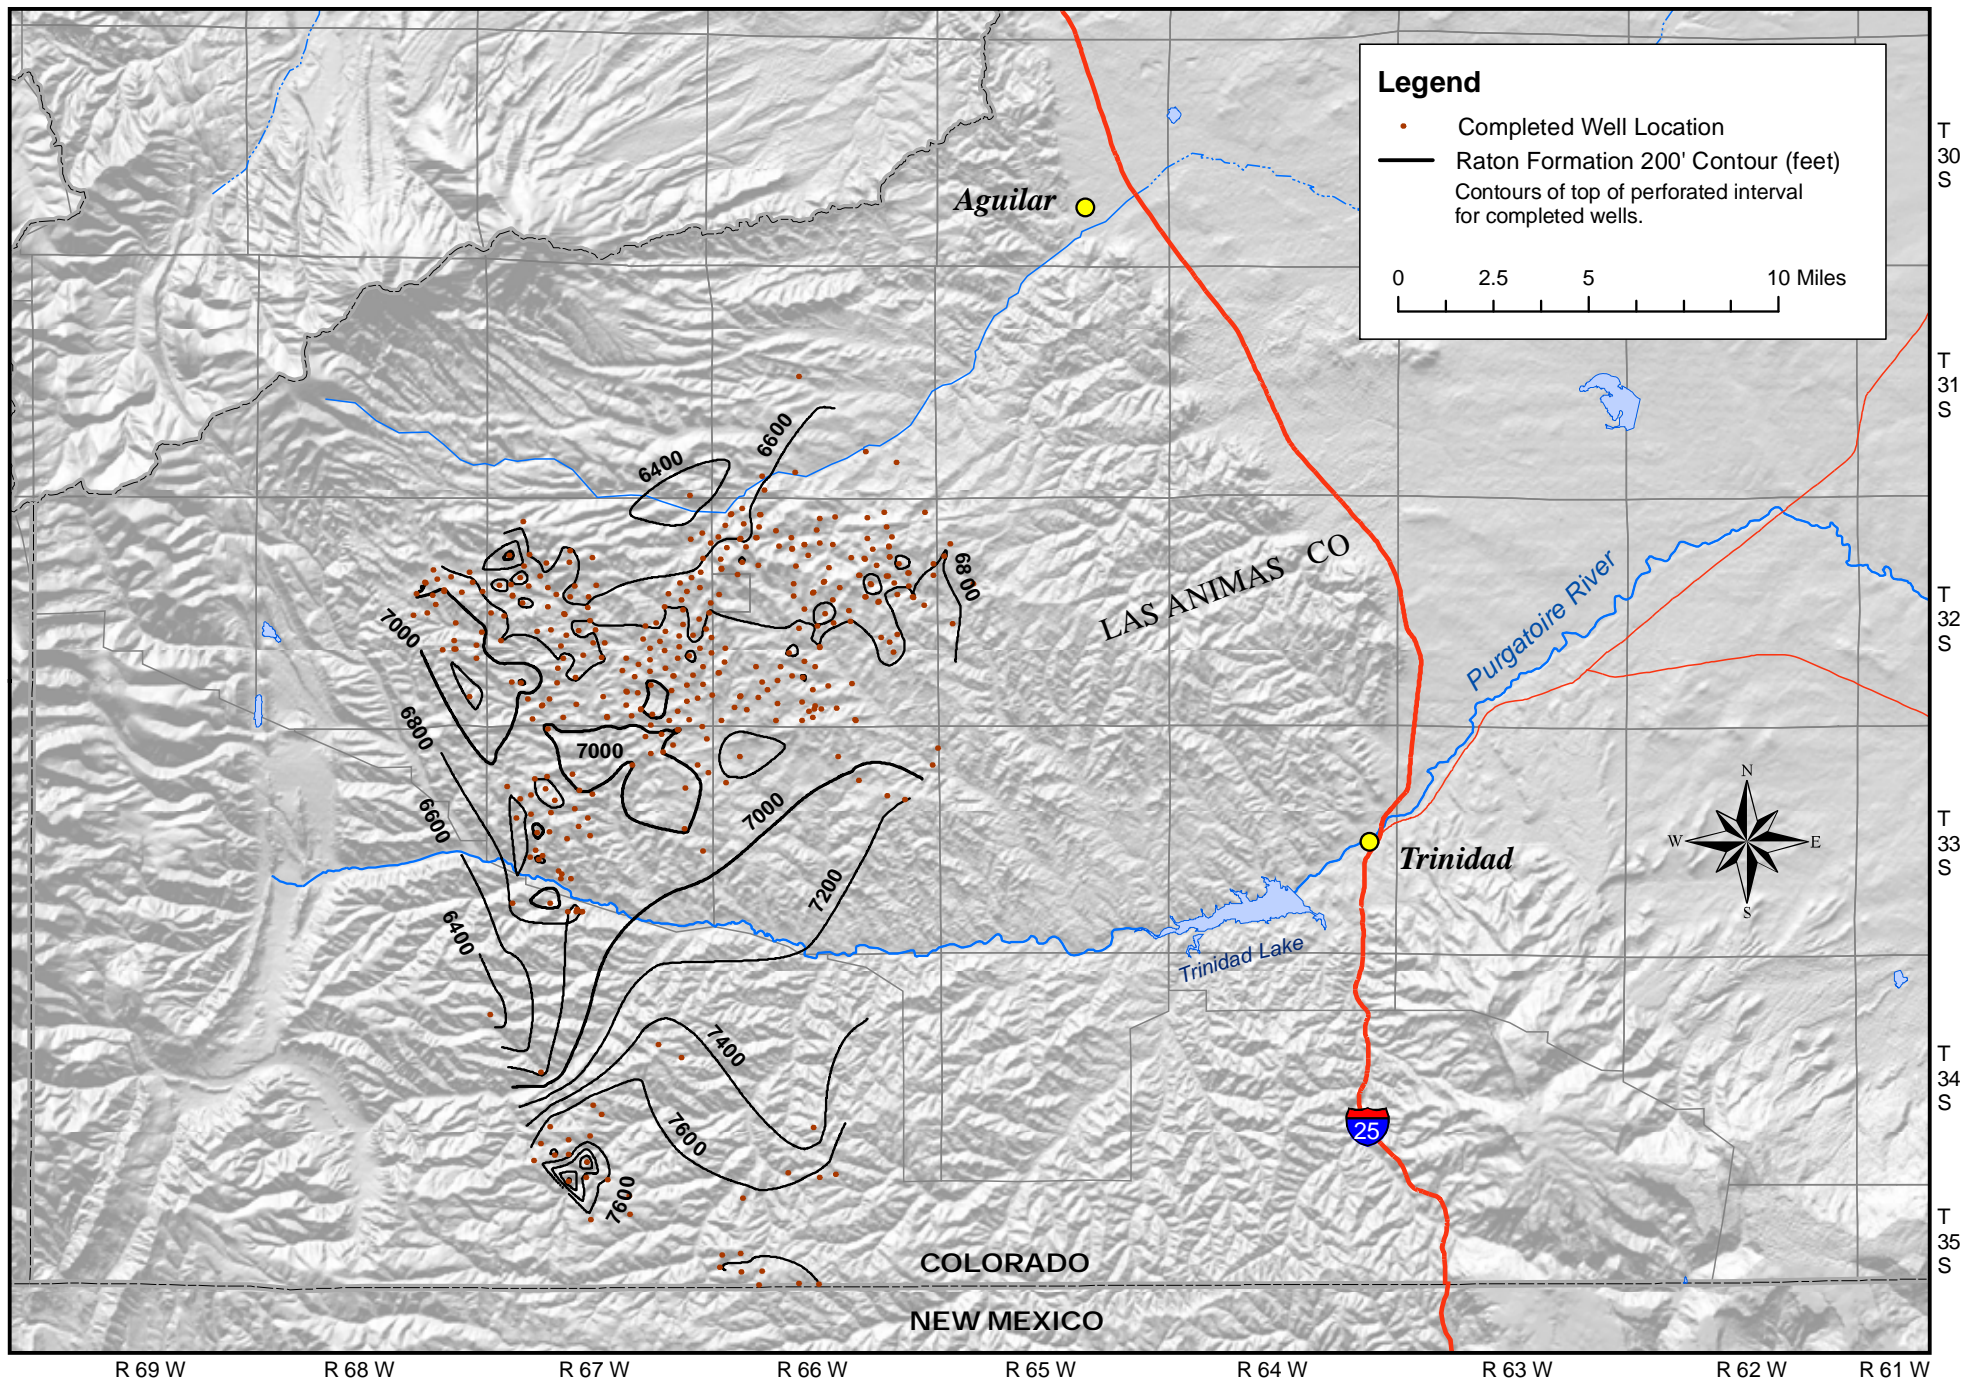 Legend
Completed Well Location
Raton Formation 200' Contour (feet)
Contours of top of perforated interval
for completed wells.
0 2.5 5 10 Miles
T
30
S
Aguilar
T
31
S
6600
6400
LAS ANIMAS CO
6800
Purgatoire River
T
32
S
7000
6800
7000
N
W E
S
6600
7000
T
33
S
Trinidad
7200
6400
Trinidad Lake
7400
T
34
S
7600
25
7600
T
35
S
COLORADO
NEW MEXICO
R 69 W R 68 W R 67 W R 66 W R 65 W R 64 W R 63 W R 62 W R 61 W